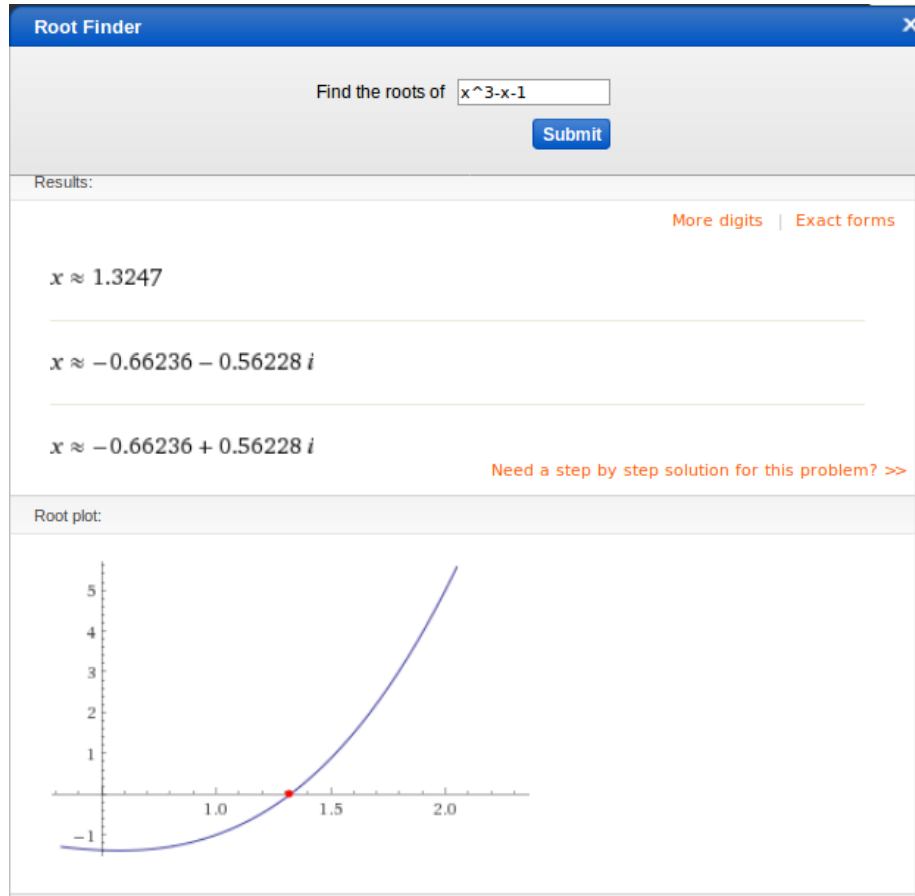 Root Finder x
Find the roots of x^3-x-1
Submit
Results:
More digits | Exact forms
x ≈ 1.3247
x ≈ −0.66236 − 0.56228 i
x ≈ −0.66236 + 0.56228 i
Need a step by step solution for this problem? >>
Root plot:
5
4
3
2
1
1.0 1.5 2.0
−1